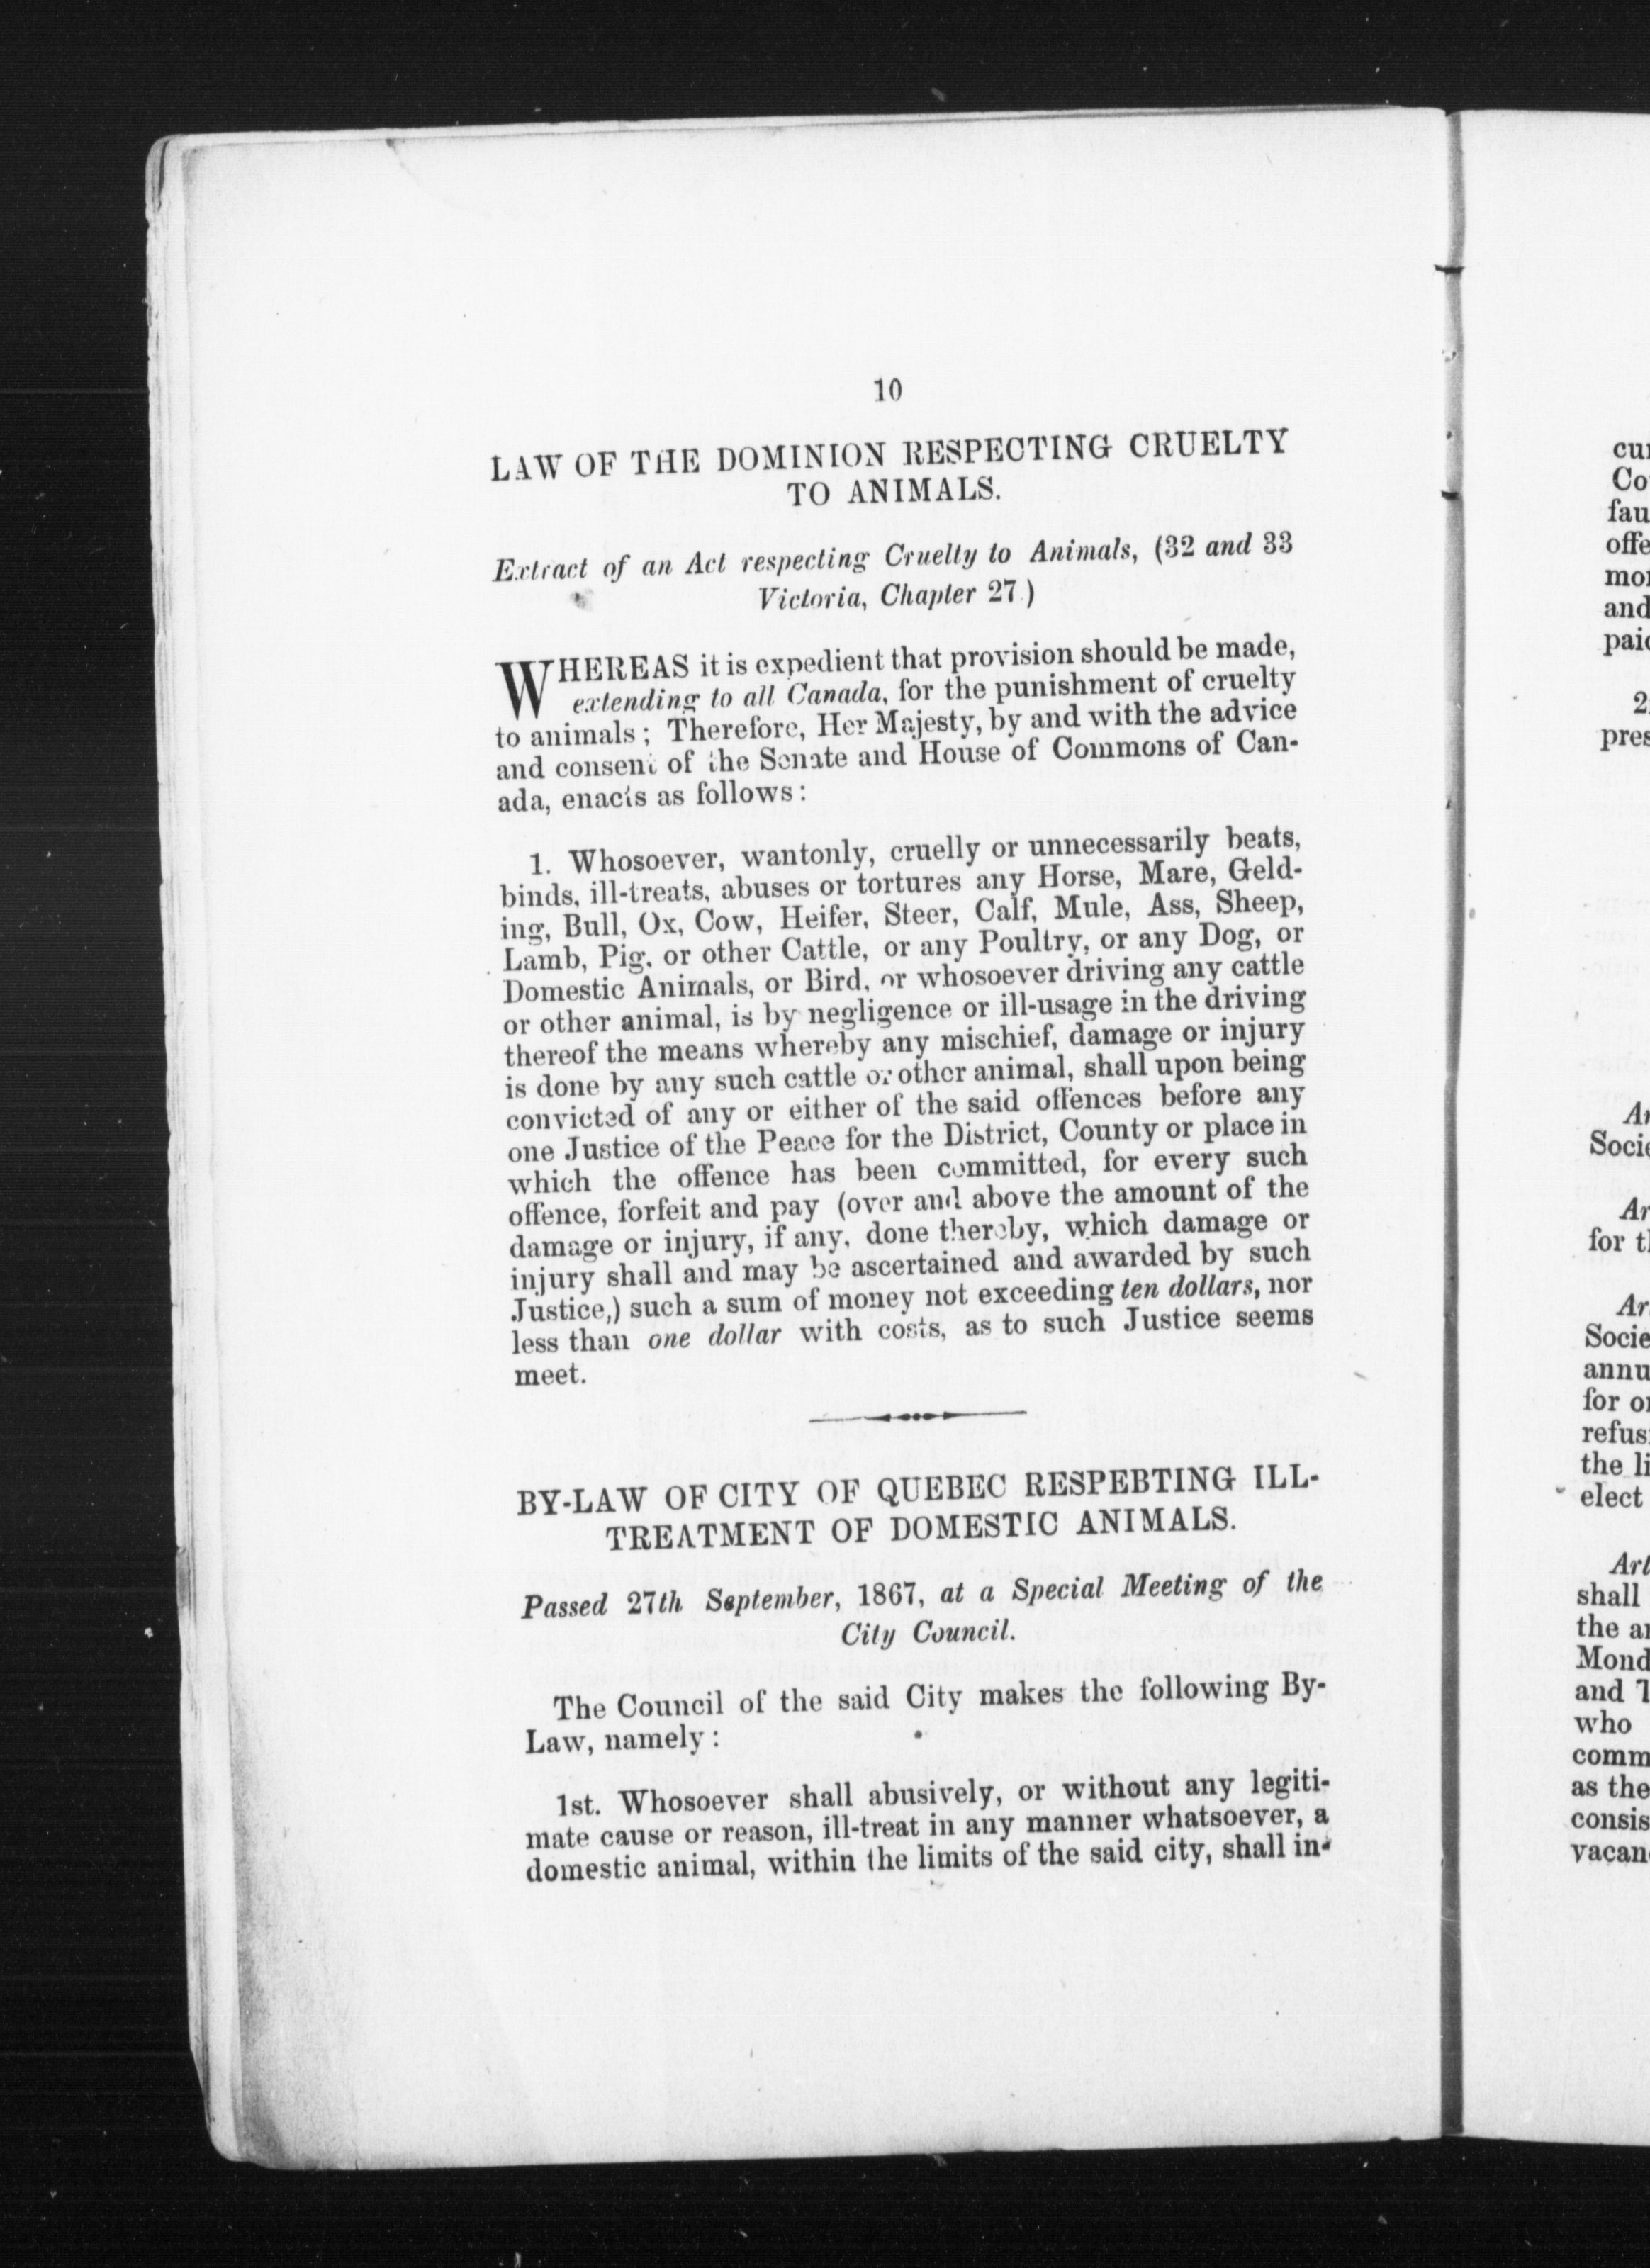 10
LAW OF THE DOMINION RESPECTING CRUELTY
TO ANIMALS.
Extract of an Act respecting Cruelty to Animals, (32 and 33
Victoria, Chapter 27.)
WHEREAS it is expedient that provision should be made,
extending to all Canada, for the punishment of cruelty
to animals; Therefore, Her Majesty, by and with the advice
and consent of the Senate and House of Commons of Can-
ada, enacts as follows:
1. Whosoever, wantonly, cruelly or unnecessarily beats,
binds, ill-treats, abuses or tortures any Horse, Mare, Geld-
ing, Bull, Ox, Cow, Heifer, Steer, Calf, Mule, Ass, Sheep,
Lamb, Pig. or other Cattle, or any Poultry, or any Dog, or
Domestic Animals, or Bird, or whosoever driving any cattle
or other animal, is by negligence or ill-usage in the driving
thereof the means whereby any mischief, damage or injury
is done by any such cattle or other animal, shall upon being
convicted of any or either of the said offences before any
one Justice of the Peace for the District, County or place in
which the offence has been committed, for every such
offence, forfeit and pay (over and above the amount of the
damage or injury, if any, done thereby, which damage or
injury shall and may be ascertained and awarded by such
Justice,) such a sum of money not exceeding ten dollars, nor
less than one dollar with costs, as to such Justice seems
meet.
BY-LAW OF CITY OF QUEBEC RESPEBTING ILL-
TREATMENT OF DOMESTIC ANIMALS.
Passed 27th September, 1867, at a Special Meeting of the
City Council.
The Council of the said City makes the following By-
Law, namely:
1st. Whosoever shall abusively, or without any legiti-
mate cause or reason, ill-treat in any manner whatsoever, a
domestic animal, within the limits of the said city, shall in-
and
2
for
Societ
for
the
elect
shall
the
and
who
as the